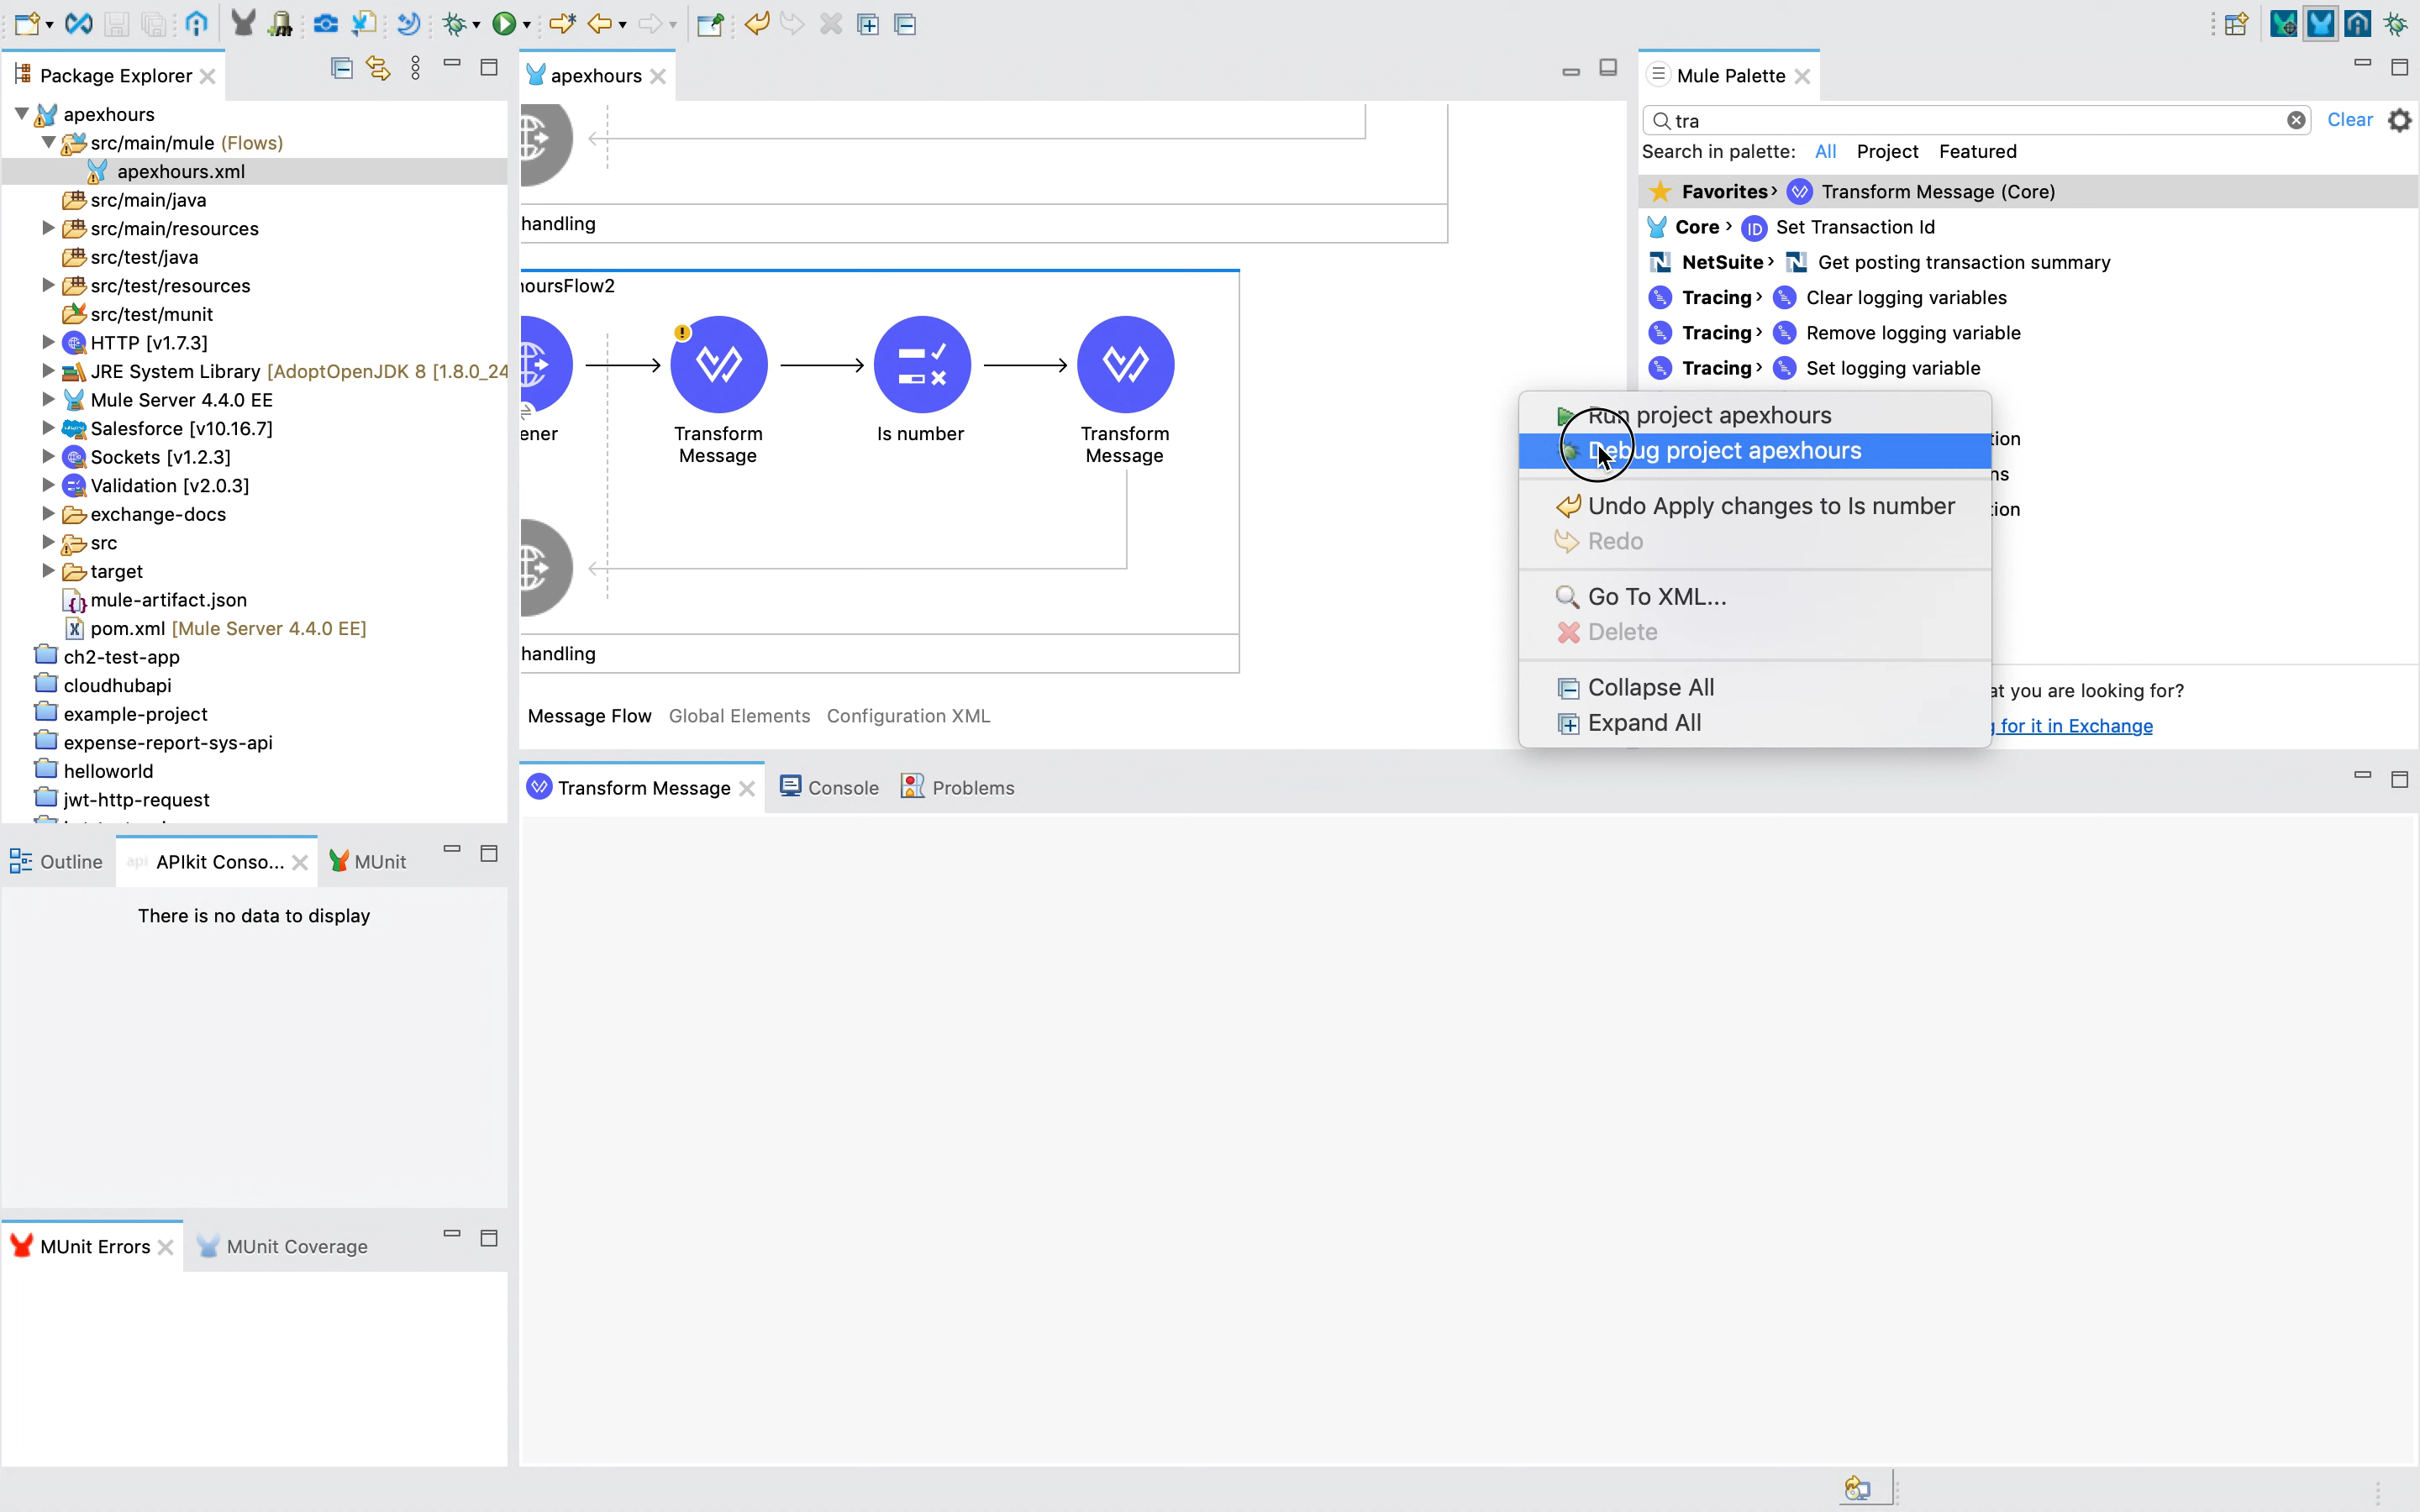 Package Explorer
apexhours
src/main/mule (Flows)
apexhours.xml
src/main/java
src/main/resources
src/test/java
src/test/resources
src/test/munit
HTTP [v1.7.3]
JRE System Library [AdoptOpenJDK 8 [1.8.0_24
Mule Server 4.4.0 EE
Salesforce [v10.16.7]
Sockets [v1.2.3]
Validation [v2.0.3]
exchange-docs
src
target
mule-artifact.json
pom.xml [Mule Server 4.4.0 EE]
ch2-test-app
cloudhubapi
example-project
expense-report-sys-api
helloworld
jwt-http-request
Outline
api APIkit Conso...
MUnit
There is no data to display
MUnit Errors
MUnit Coverage
apexhours
handling
oursFlow2
ener
Transform
Message
Is number
Transform
Message
handling
Message Flow Global Elements Configuration XML
Transform Message
Console
Problems
Mule Palette
tra
Clear
Search in palette: All Project Featured
Favorites› Transform Message (Core)
Core › ID Set Transaction Id
NetSuite› Get posting transaction summary
Tracing› Clear logging variables
Tracing› Remove logging variable
Tracing› Set logging variable
tion
ns
tion
at you are looking for?
g for it in Exchange
Run project apexhours
Debug project apexhours
Undo Apply changes to Is number
Redo
Go To XML...
Delete
Collapse All
Expand All